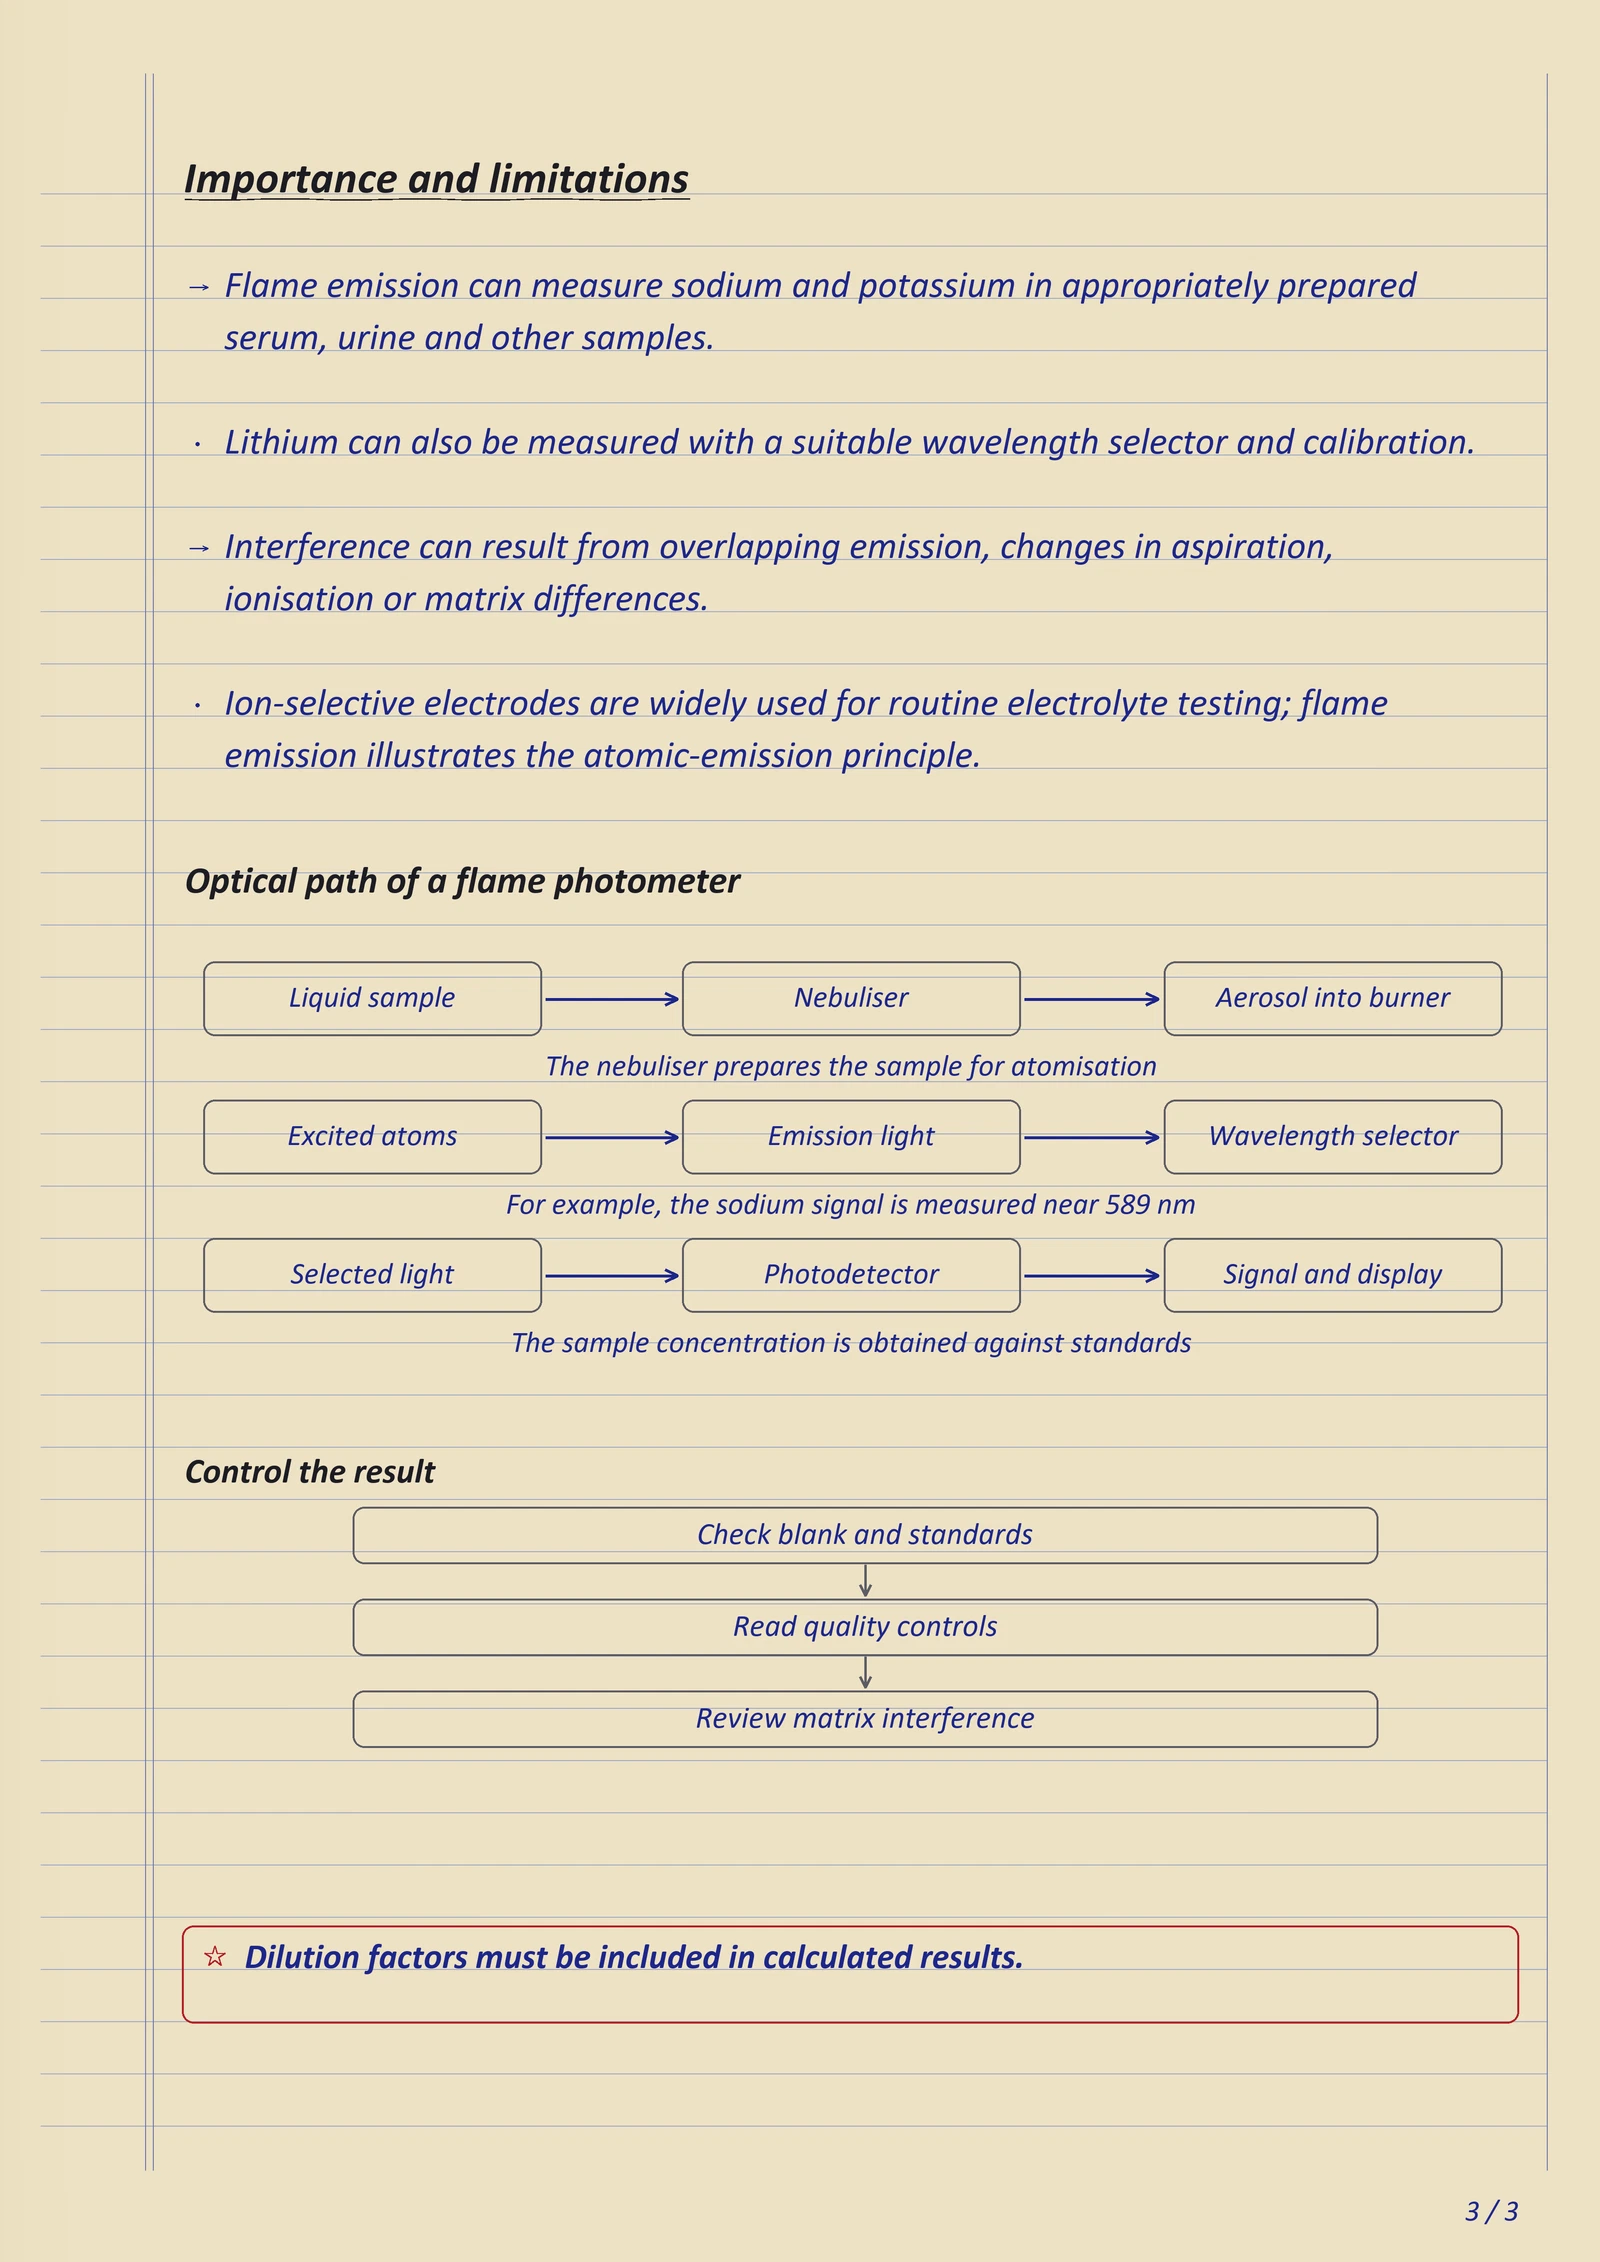 Importance and limitations
→ Flame emission can measure sodium and potassium in appropriately prepared
serum, urine and other samples.
· Lithium can also be measured with a suitable wavelength selector and calibration.
→ Interference can result from overlapping emission, changes in aspiration,
ionisation or matrix differences.
· Ion-selective electrodes are widely used for routine electrolyte testing; flame
emission illustrates the atomic-emission principle.
Optical path of a flame photometer
Liquid sample → Nebuliser → Aerosol into burner
The nebuliser prepares the sample for atomisation
Excited atoms → Emission light → Wavelength selector
For example, the sodium signal is measured near 589 nm
Selected light → Photodetector → Signal and display
The sample concentration is obtained against standards
Control the result
Check blank and standards
Read quality controls
Review matrix interference
☆ Dilution factors must be included in calculated results.
3 / 3